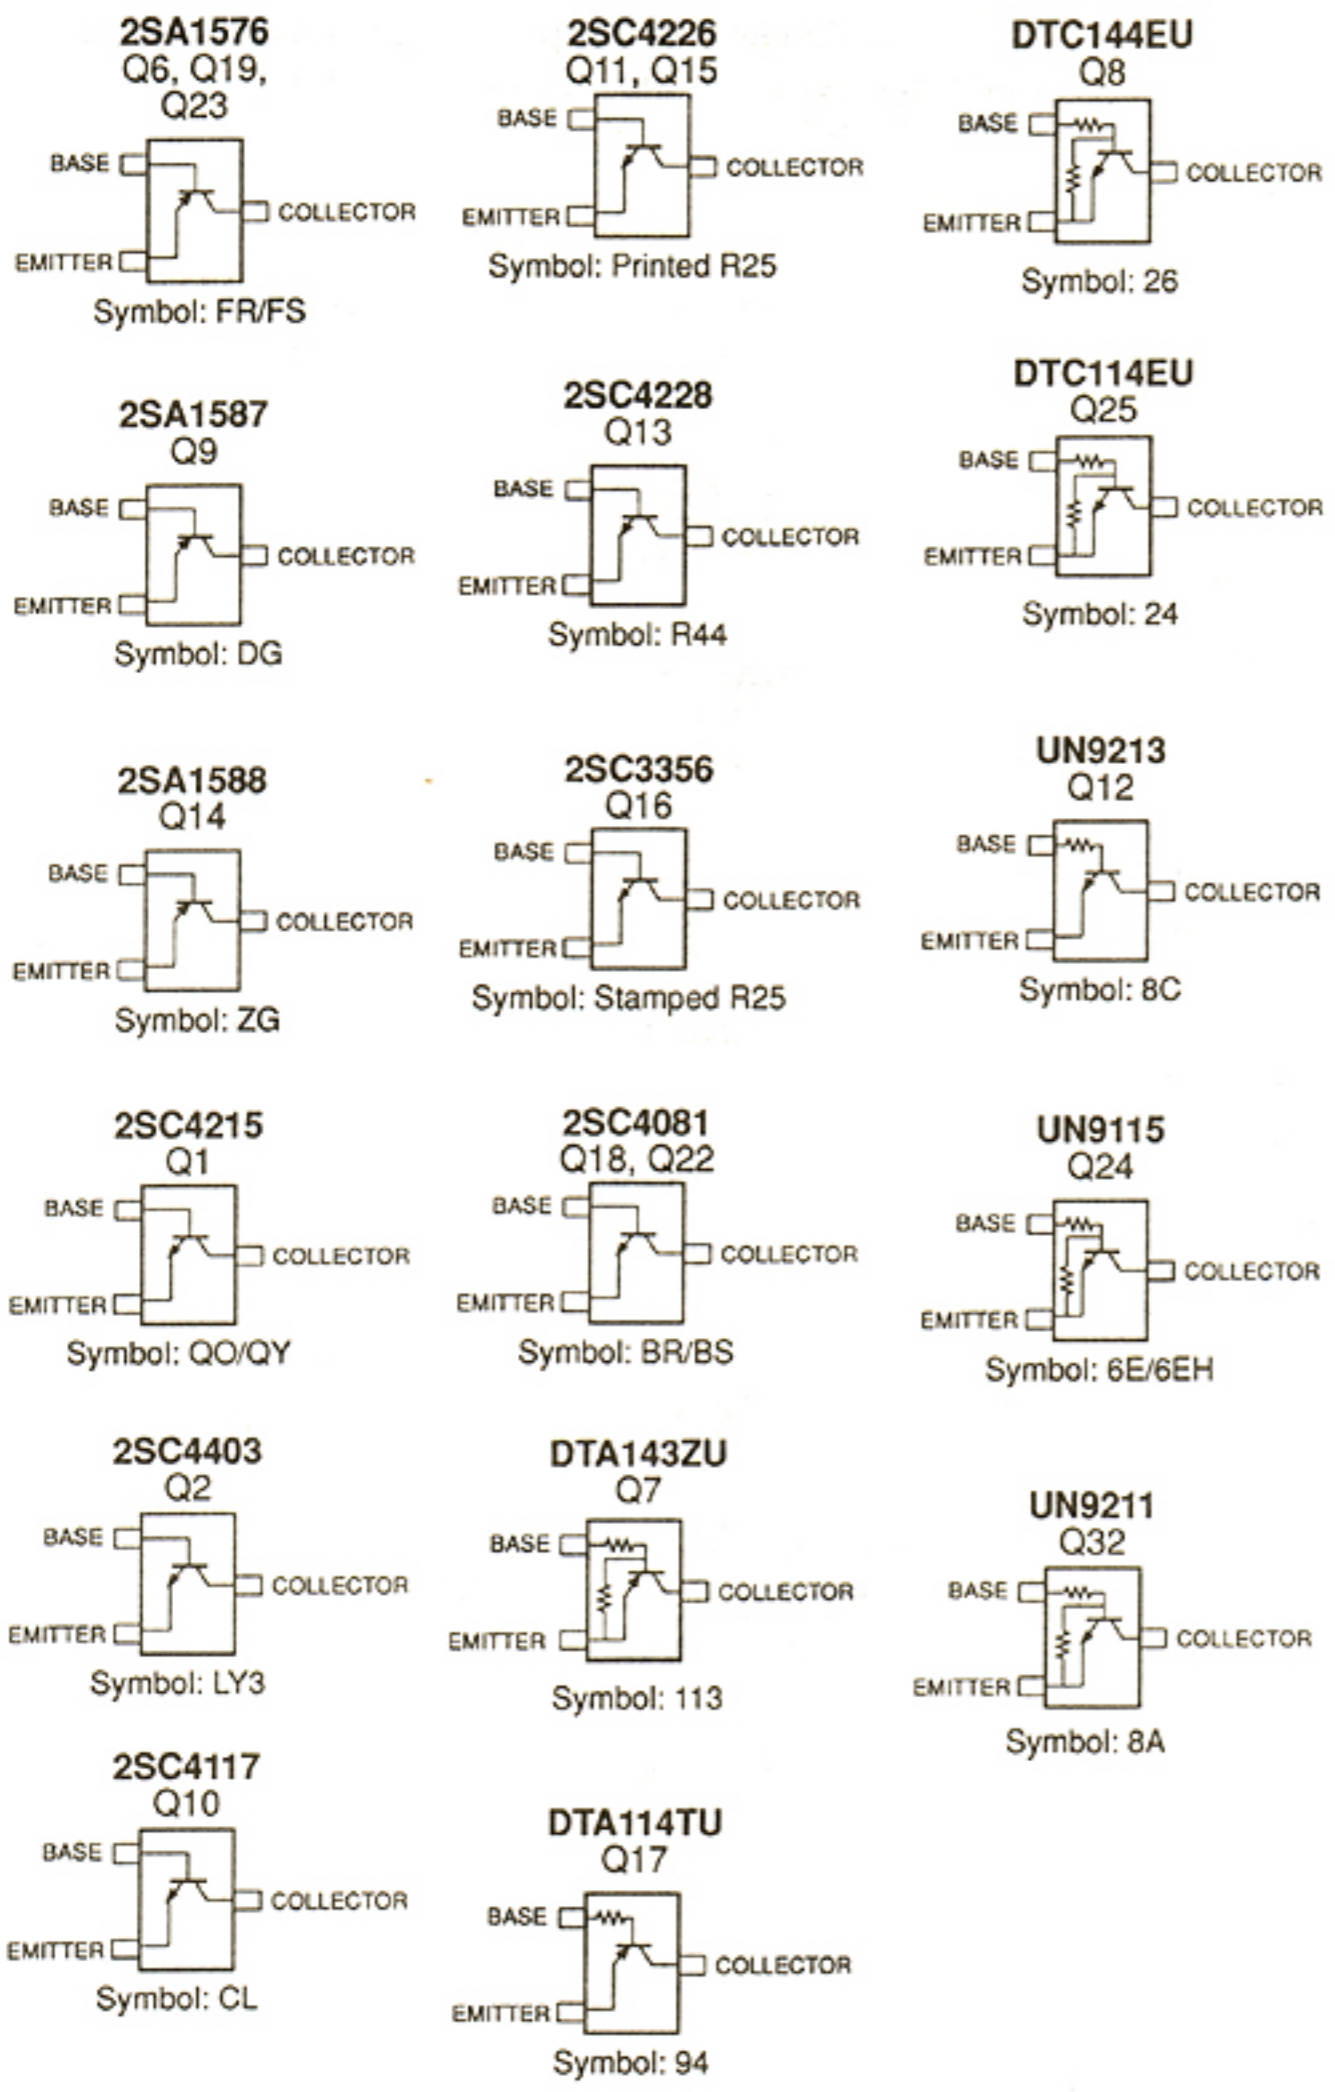 2SA1576
Q6, Q19,
Q23
BASE
COLLECTOR
EMITTER
Symbol: FR/FS
2SA1587
Q9
BASE
COLLECTOR
EMITTER
Symbol: DG
2SA1588
Q14
BASE
COLLECTOR
EMITTER
Symbol: ZG
2SC4215
Q1
BASE
COLLECTOR
EMITTER
Symbol: QO/QY
2SC4403
Q2
BASE
COLLECTOR
EMITTER
Symbol: LY3
2SC4117
Q10
BASE
COLLECTOR
EMITTER
Symbol: CL
2SC4226
Q11, Q15
BASE
COLLECTOR
EMITTER
Symbol: Printed R25
2SC4228
Q13
BASE
COLLECTOR
EMITTER
Symbol: R44
2SC3356
Q16
BASE
COLLECTOR
EMITTER
Symbol: Stamped R25
2SC4081
Q18, Q22
BASE
COLLECTOR
EMITTER
Symbol: BR/BS
DTA143ZU
Q7
BASE
COLLECTOR
EMITTER
Symbol: 113
DTA114TU
Q17
BASE
COLLECTOR
EMITTER
Symbol: 94
DTC144EU
Q8
BASE
COLLECTOR
EMITTER
Symbol: 26
DTC114EU
Q25
BASE
COLLECTOR
EMITTER
Symbol: 24
UN9213
Q12
BASE
COLLECTOR
EMITTER
Symbol: 8C
UN9115
Q24
BASE
COLLECTOR
EMITTER
Symbol: 6E/6EH
UN9211
Q32
BASE
COLLECTOR
EMITTER
Symbol: 8A